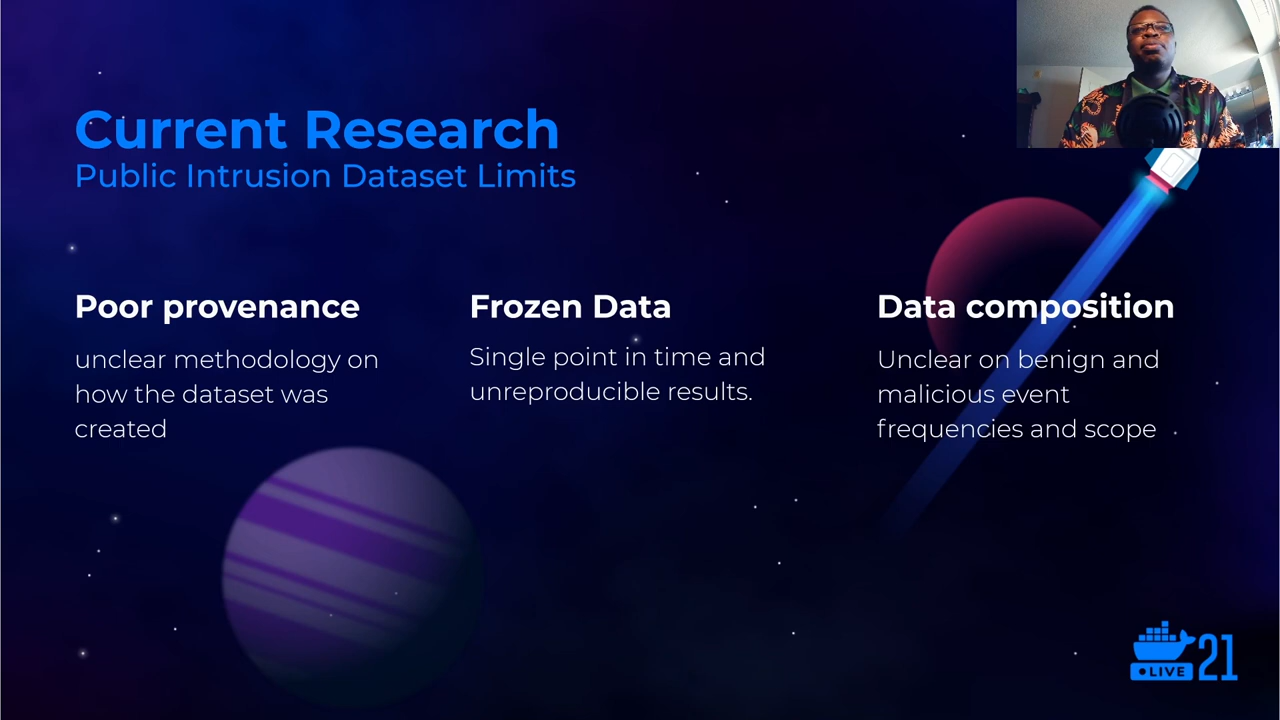 Current Research
Public Intrusion Dataset Limits
Poor provenance
unclear methodology on
how the dataset was
created
Frozen Data
Single point in time and
unreproducible results.
Data composition
Unclear on benign and
malicious event
frequencies and scope
LIVE 21